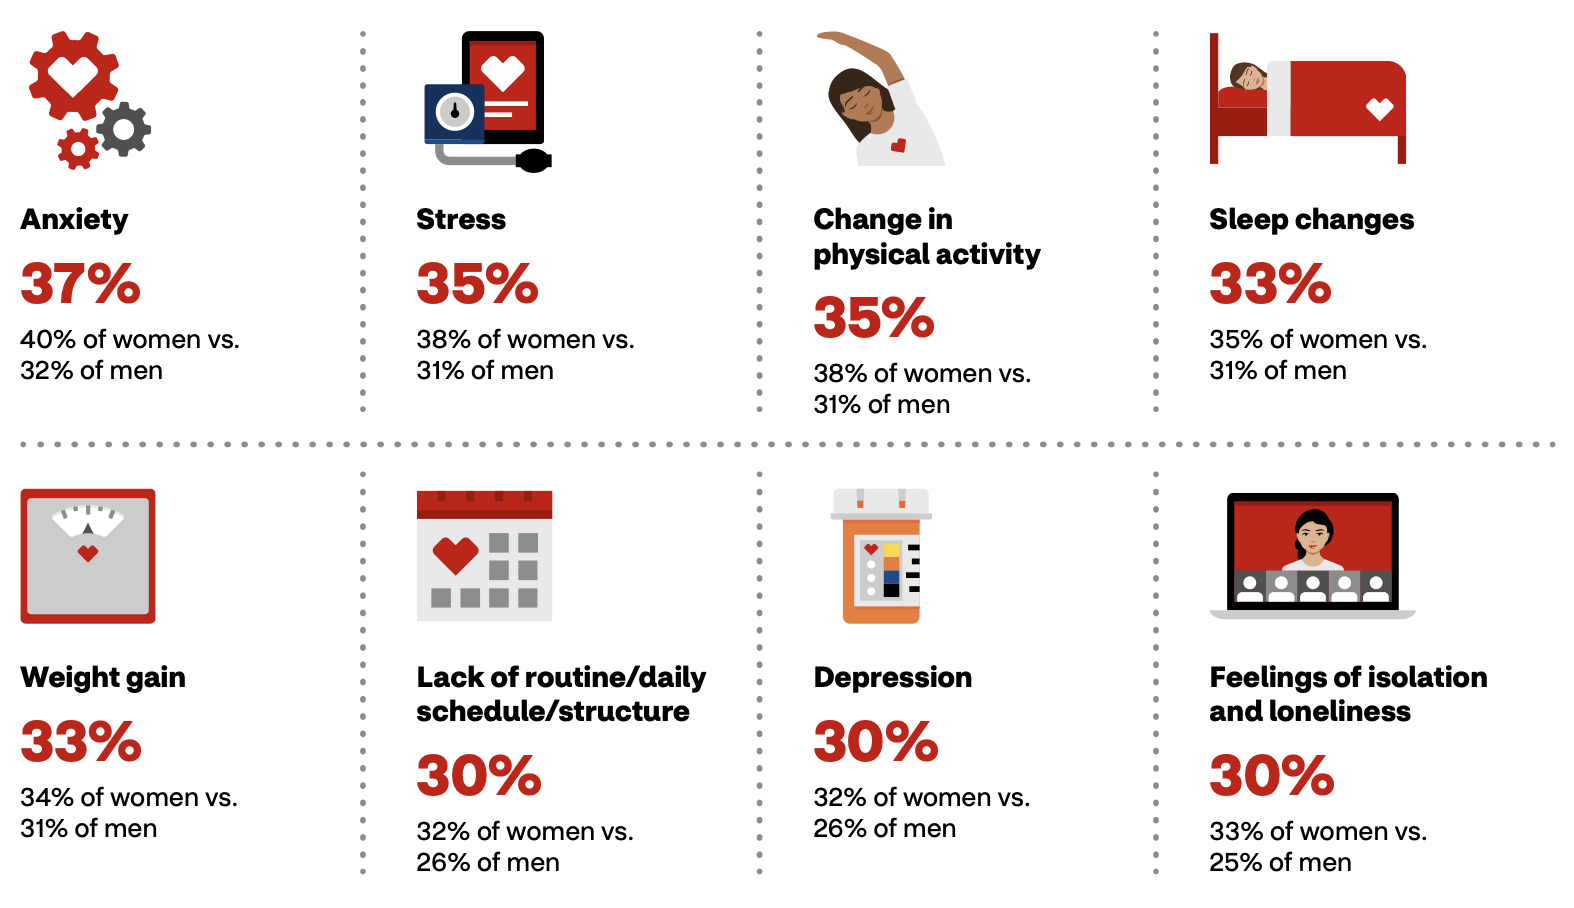 Anxiety
37%
40% of women vs.
32% of men
Stress
35%
38% of women vs.
31% of men
Change in
physical activity
35%
38% of women vs.
31% of men
Sleep changes
33%
35% of women vs.
31% of men
Weight gain
33%
34% of women vs.
31% of men
Lack of routine/daily
schedule/structure
30%
32% of women vs.
26% of men
Depression
30%
32% of women vs.
26% of men
Feelings of isolation
and loneliness
30%
33% of women vs.
25% of men